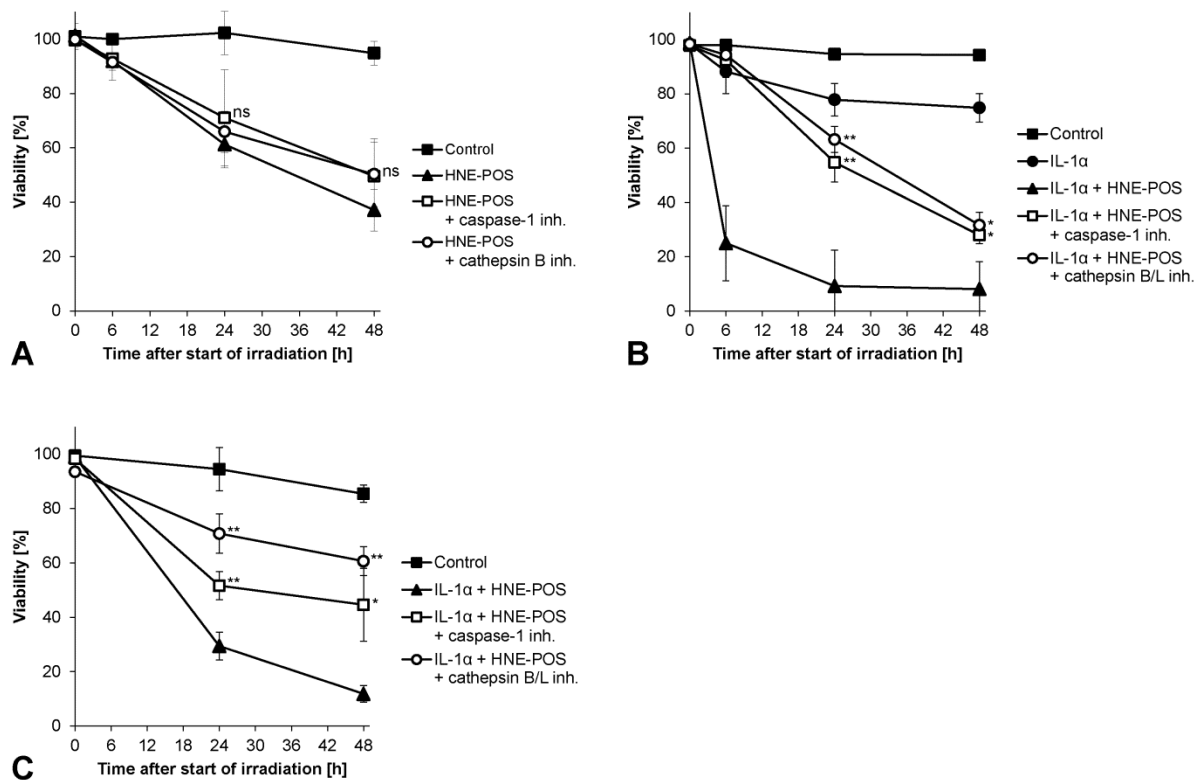 100
80
60
40
20
0
Viability [%]
ns
ns
0 6 12 18 24 30 36 42 48
Time after start of irradiation [h]
A
Control
HNE-POS
HNE-POS
+ caspase-1 inh.
HNE-POS
+ cathepsin B inh.
100
80
60
40
20
0
Viability [%]
**
**
*
*
0 6 12 18 24 30 36 42 48
Time after start of irradiation [h]
B
Control
IL-1α
IL-1α + HNE-POS
IL-1α + HNE-POS
+ caspase-1 inh.
IL-1α + HNE-POS
+ cathepsin B/L inh.
100
80
60
40
20
0
Viability [%]
**
**
**
*
0 6 12 18 24 30 36 42 48
Time after start of irradiation [h]
C
Control
IL-1α + HNE-POS
IL-1α + HNE-POS
+ caspase-1 inh.
IL-1α + HNE-POS
+ cathepsin B/L inh.